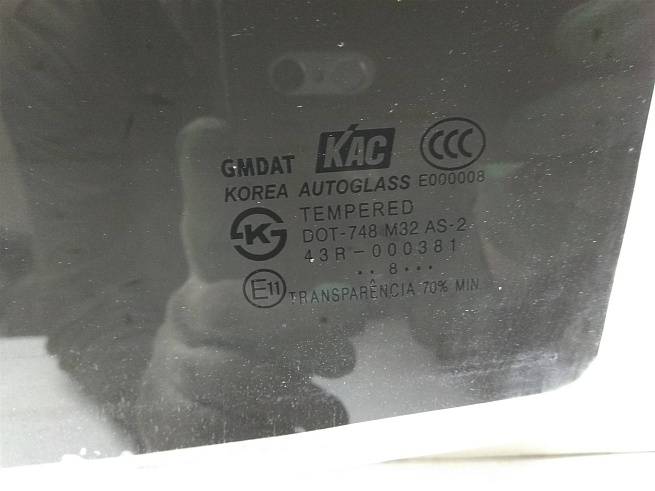 GMDAT KAC CCC
KOREA AUTOGLASS E000008
TEMPERED
DOT-748 M32 AS-2
43R-000381
.. 8...
E11 TRANSPARÊNCIA 70% MIN